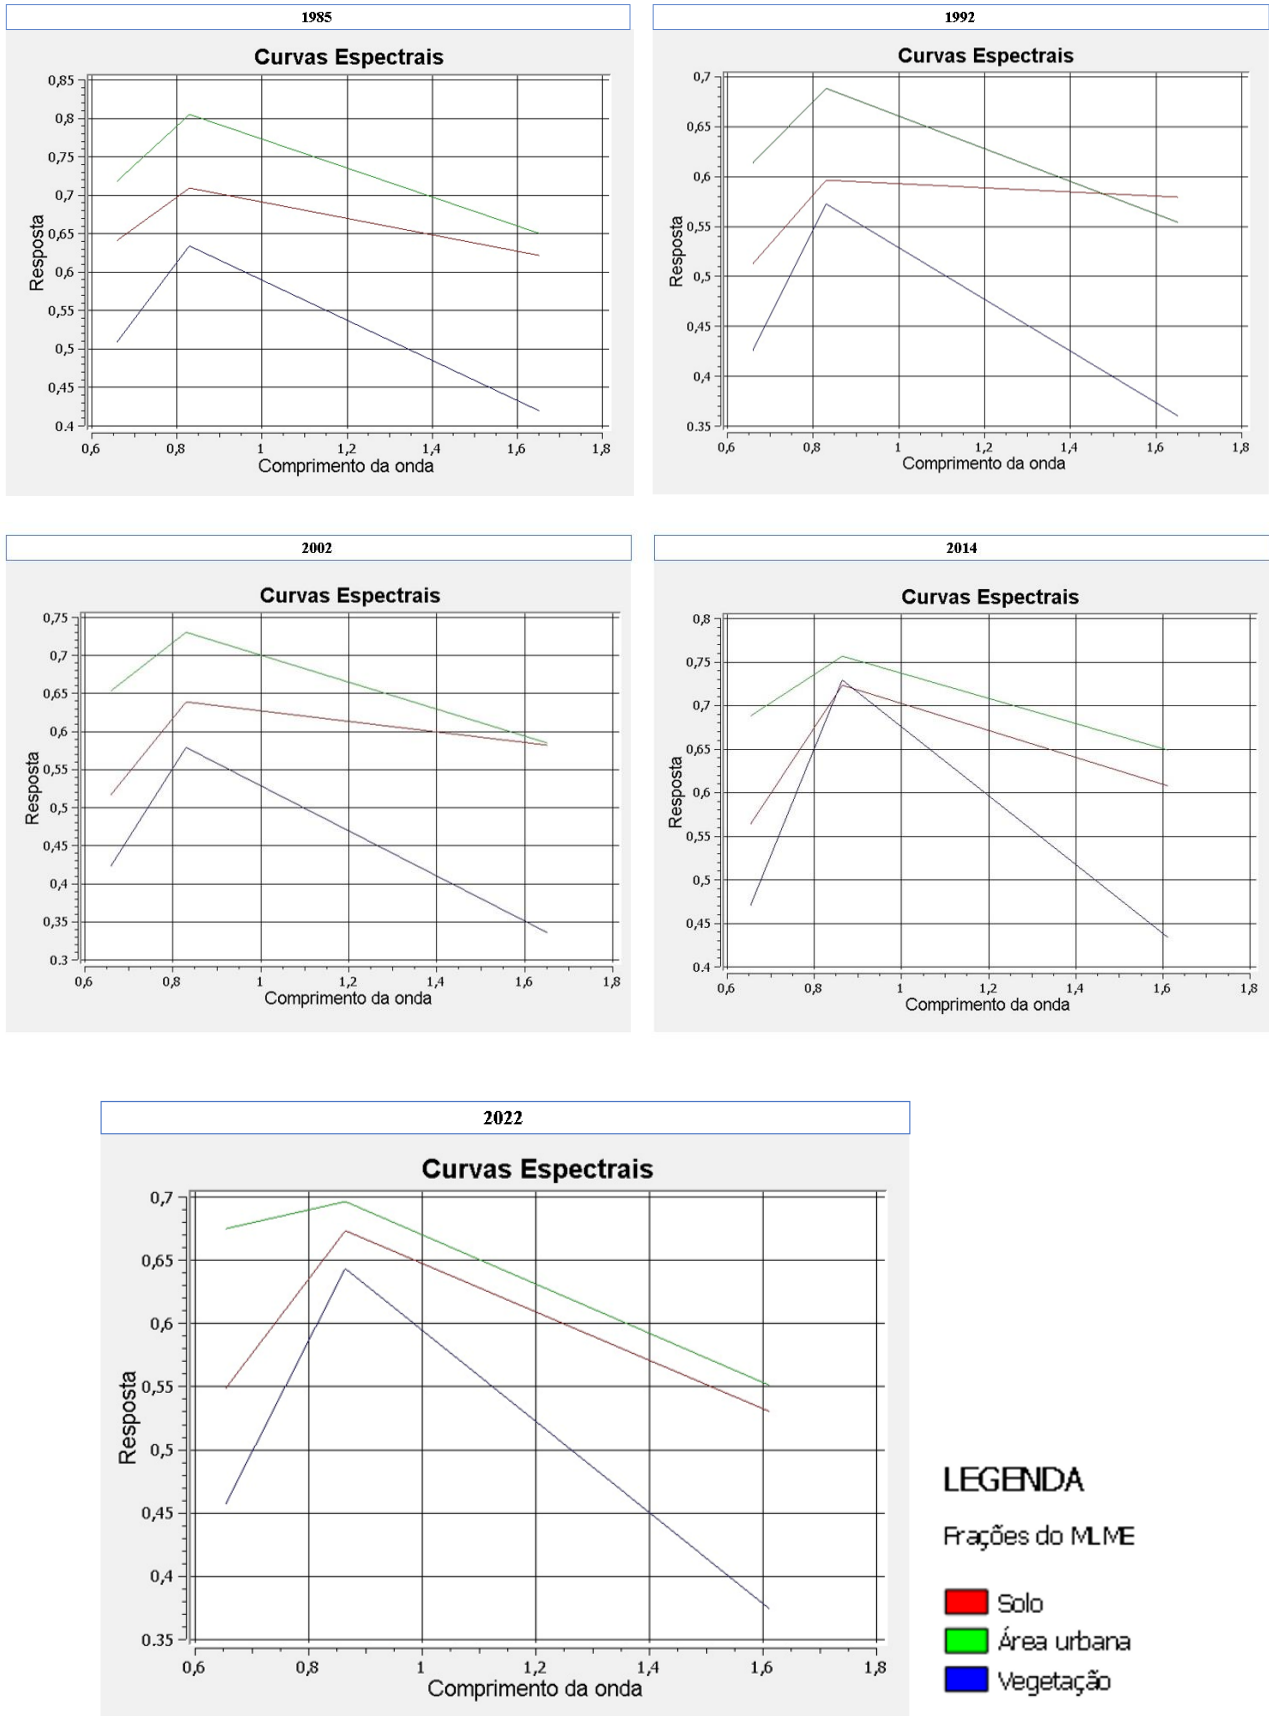 1985
Curvas Espectrais
0,85
0,8
0,75
0,7
0,65
0,6
0,55
0,5
0,45
0.4
Resposta
0,6 0,8 1 1,2 1,4 1,6 1,8
Comprimento da onda
1992
Curvas Espectrais
0,7
0,65
0,6
0,55
0,5
0,45
0,4
0.35
Resposta
0,6 0,8 1 1,2 1,4 1,6 1,8
Comprimento da onda
2002
Curvas Espectrais
0,75
0,7
0,65
0,6
0,55
0,5
0,45
0,4
0,35
0.3
Resposta
0,6 0,8 1 1,2 1,4 1,6 1,8
Comprimento da onda
2014
Curvas Espectrais
0,8
0,75
0,7
0,65
0,6
0,55
0,5
0,45
0.4
Resposta
0,6 0,8 1 1,2 1,4 1,6 1,8
Comprimento da onda
2022
Curvas Espectrais
0,7
0,65
0,6
0,55
0,5
0,45
0,4
0.35
Resposta
0,6 0,8 1 1,2 1,4 1,6 1,8
Comprimento da onda
LEGENDA
Frações do MLME
Solo
Área urbana
Vegetação